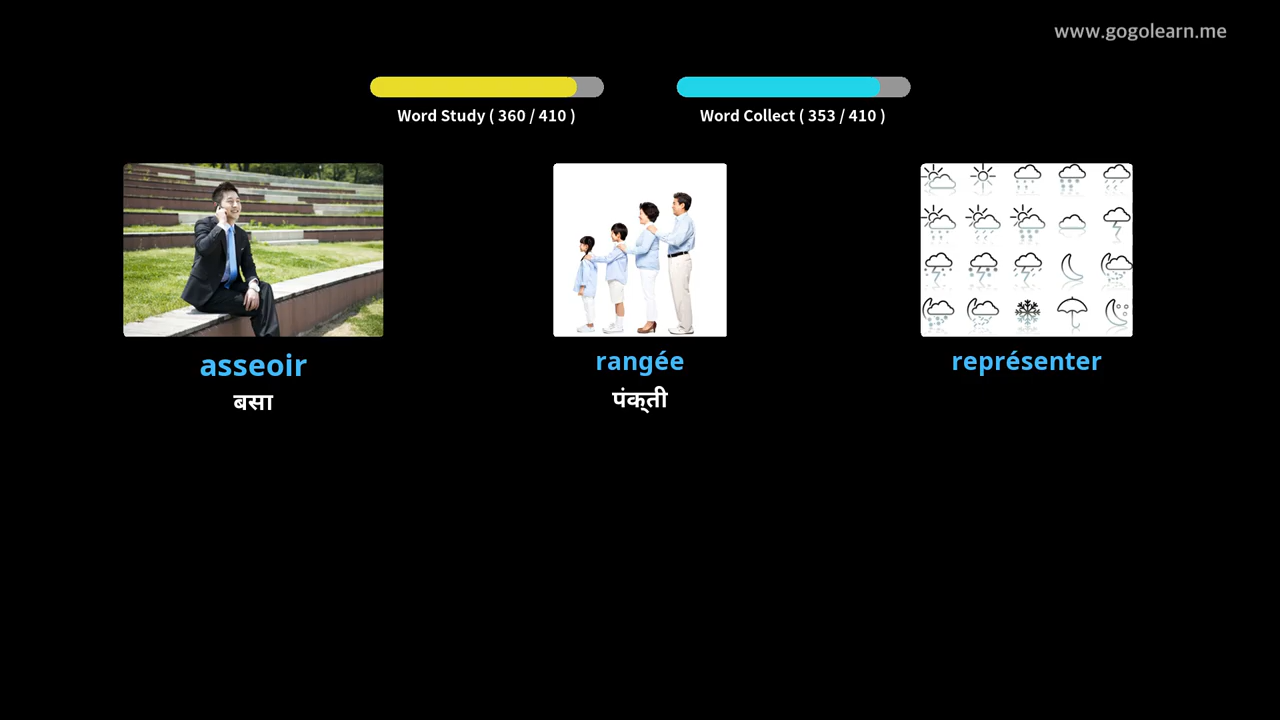 www.gogolearn.me
Word Study ( 360 / 410 )
Word Collect ( 353 / 410 )
asseoir
rangée
représenter
बसा
पंक्ती